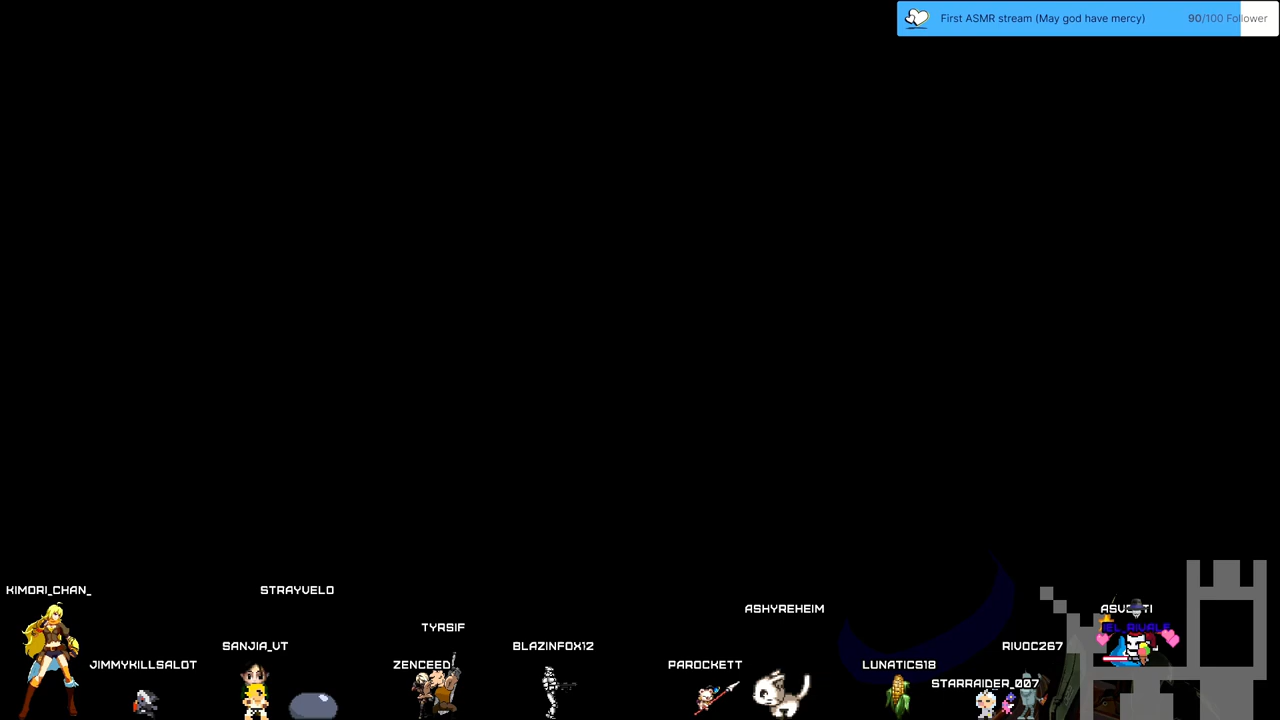 First ASMR stream (May god have mercy) 90/100 Follower
KIMORI_CHAN_
STRAYVELO
ASHYREHEIM
TYRSIF
SANJIA_VT
BLAZINFOX12
RIVOC267
JIMMYKILLSALOT
ZENCEED
PAROCKETT
LUNATICS18
STARRAIDER_007